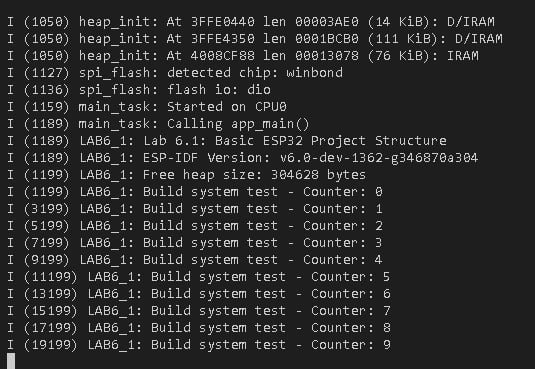 I (1050) heap_init: At 3FFE0440 len 00003AE0 (14 KiB): D/IRAM
I (1050) heap_init: At 3FFE4350 len 0001BCB0 (111 KiB): D/IRAM
I (1050) heap_init: At 4008CF88 len 00013078 (76 KiB): IRAM
I (1127) spi_flash: detected chip: winbond
I (1136) spi_flash: flash io: dio
I (1159) main_task: Started on CPU0
I (1189) main_task: Calling app_main()
I (1189) LAB6_1: Lab 6.1: Basic ESP32 Project Structure
I (1189) LAB6_1: ESP-IDF Version: v6.0-dev-1362-g346870a304
I (1199) LAB6_1: Free heap size: 304628 bytes
I (1199) LAB6_1: Build system test - Counter: 0
I (3199) LAB6_1: Build system test - Counter: 1
I (5199) LAB6_1: Build system test - Counter: 2
I (7199) LAB6_1: Build system test - Counter: 3
I (9199) LAB6_1: Build system test - Counter: 4
I (11199) LAB6_1: Build system test - Counter: 5
I (13199) LAB6_1: Build system test - Counter: 6
I (15199) LAB6_1: Build system test - Counter: 7
I (17199) LAB6_1: Build system test - Counter: 8
I (19199) LAB6_1: Build system test - Counter: 9